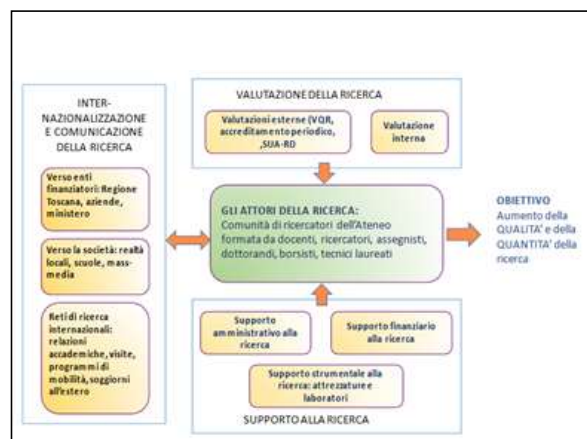 INTER-
NAZIONALIZZAZIONE
E COMUNICAZIONE
DELLA RICERCA
Verso enti
finanziatori: Regione
Toscana, aziende,
ministero
Verso la società: realtà
locali, scuole, mass-
media
Reti di ricerca
internazionali:
relazioni
accademiche, visite,
programmi di
mobilità, soggiorni
all'estero
VALUTAZIONE DELLA RICERCA
Valutazioni esterne (VQR,
accreditamento periodico,
,SUA-RD
Valutazione
interna
GLI ATTORI DELLA RICERCA:
Comunità di ricercatori dell'Ateneo
formata da docenti, ricercatori, assegnisti,
dottorandi, borsisti, tecnici laureati
OBIETTIVO
Aumento della
QUALITA' e della
QUANTITA' della
ricerca
Supporto
amministrativo alla
ricerca
Supporto finanziario
alla ricerca
Supporto strumentale alla
ricerca: attrezzature e
laboratori
SUPPORTO ALLA RICERCA